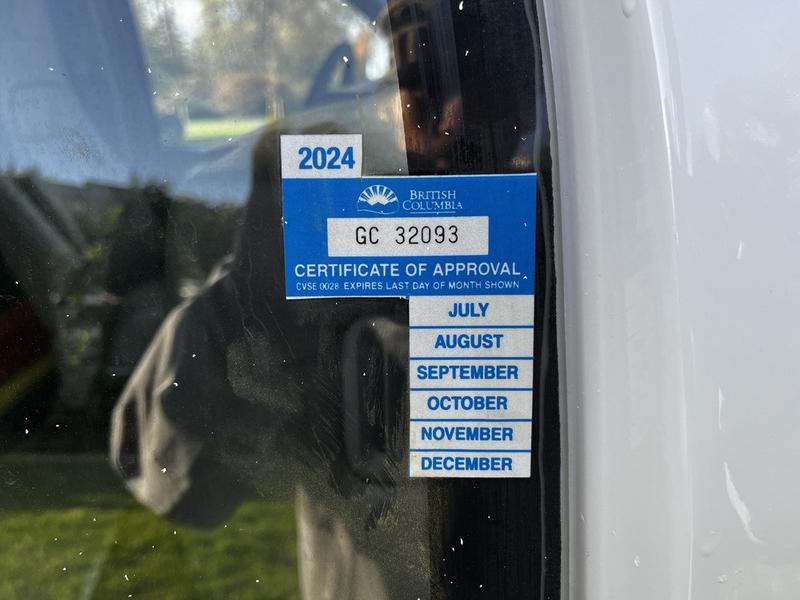 2024
BRITISH
COLUMBIA
GC 32093
CERTIFICATE OF APPROVAL
CVSE 0028 EXPIRES LAST DAY OF MONTH SHOWN
JULY
AUGUST
SEPTEMBER
OCTOBER
NOVEMBER
DECEMBER